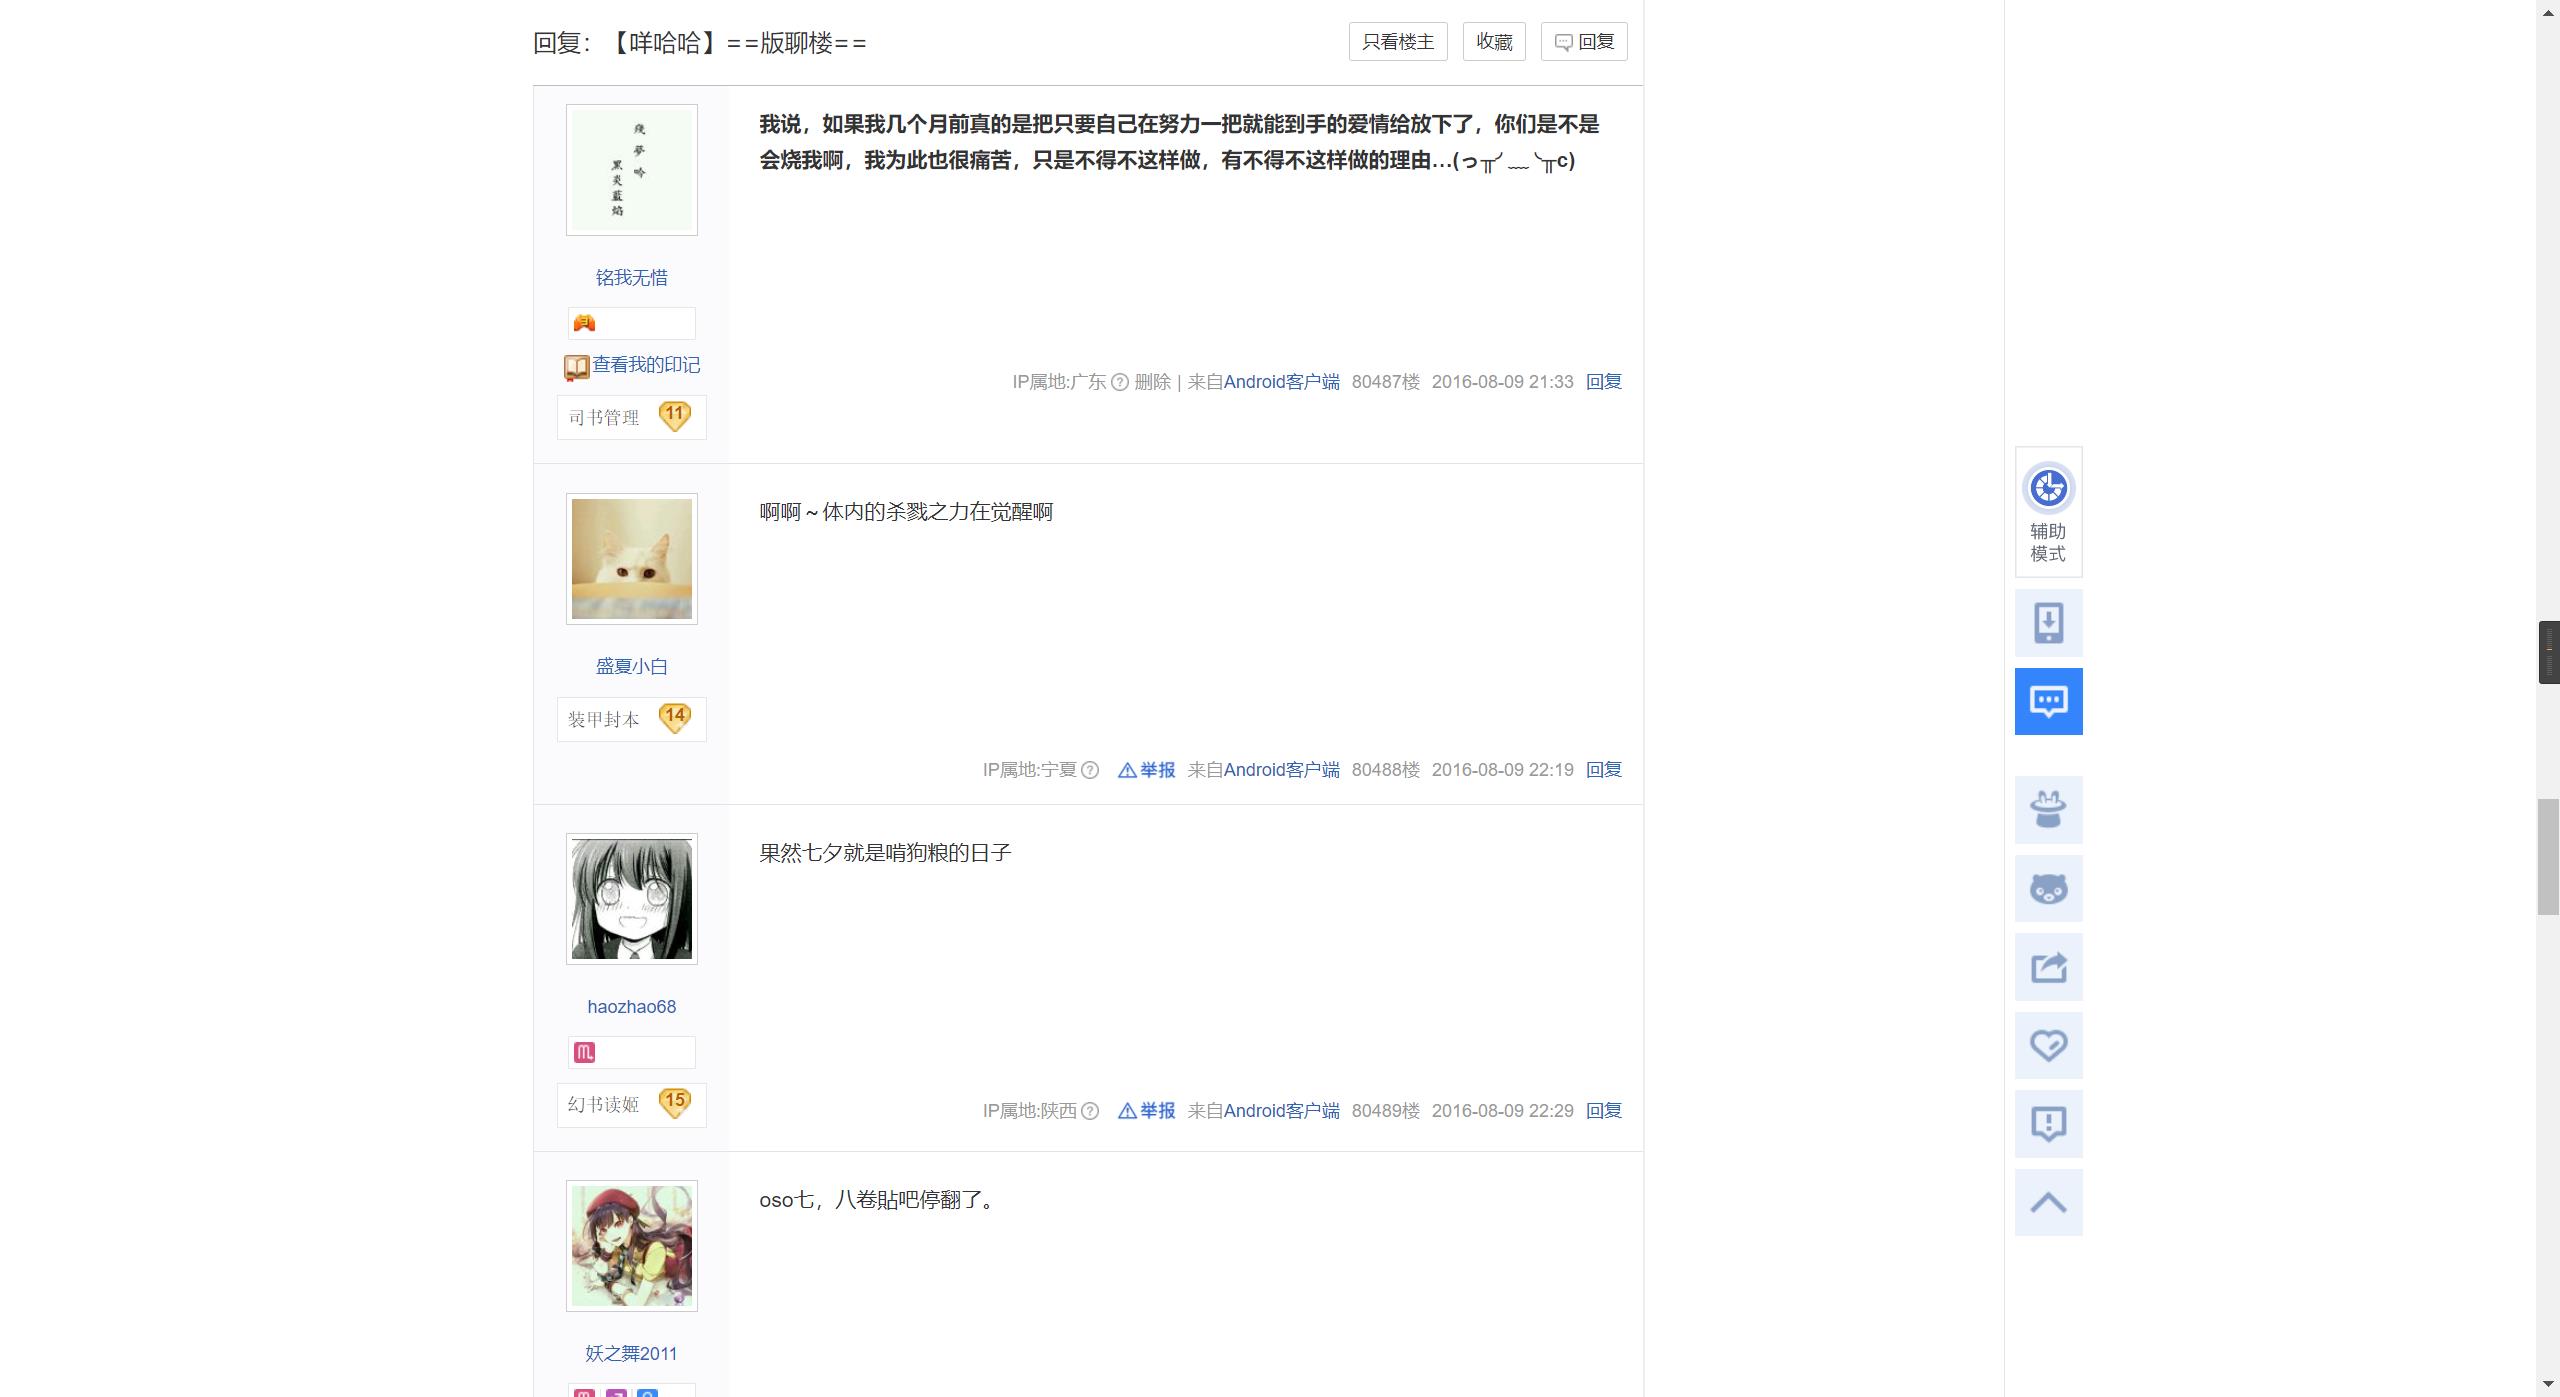 回复：【咩哈哈】==版聊楼==
只看楼主
收藏
回复
残夢吟
黑炎蓝焰
我说，如果我几个月前真的是把只要自己在努力一把就能到手的爱情给放下了，你们是不是
会烧我啊，我为此也很痛苦，只是不得不这样做，有不得不这样做的理由…(っ╥╯﹏╰╥c)
铭我无惜
查看我的印记
司书管理 11
IP属地:广东 ? 删除 | 来自Android客户端 80487楼 2016-08-09 21:33 回复
啊啊～体内的杀戮之力在觉醒啊
盛夏小白
装甲封本 14
IP属地:宁夏 ? 举报 来自Android客户端 80488楼 2016-08-09 22:19 回复
果然七夕就是啃狗粮的日子
haozhao68
幻书读姬 15
IP属地:陕西 ? 举报 来自Android客户端 80489楼 2016-08-09 22:29 回复
oso七，八卷貼吧停翻了。
妖之舞2011
辅助
模式